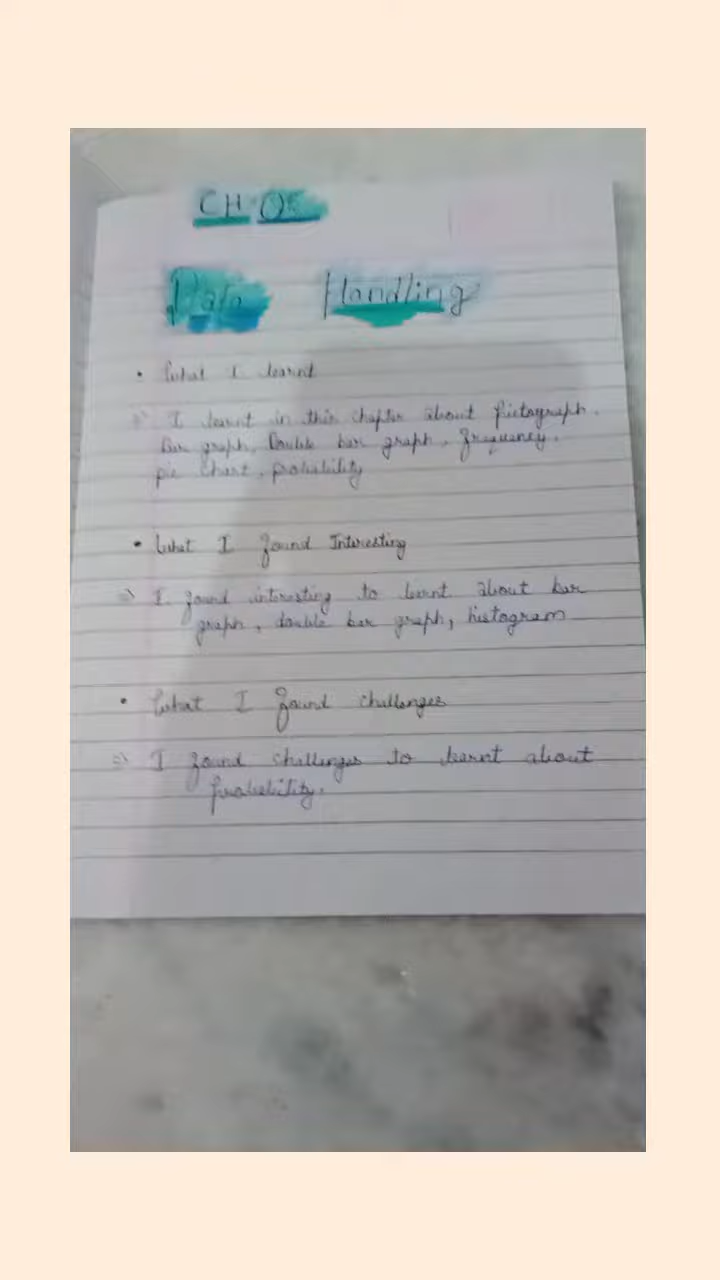 CH-05
Data Handling
• What I learnt
=> I learnt in this chapter about pictograph,
Bar graph, Double bar graph, frequency,
pie chart, probability
• What I found Interesting
=> I found interesting to learnt about bar
graph, double bar graph, histogram
• What I found challenges
=> I found challenges to learnt about
probability.